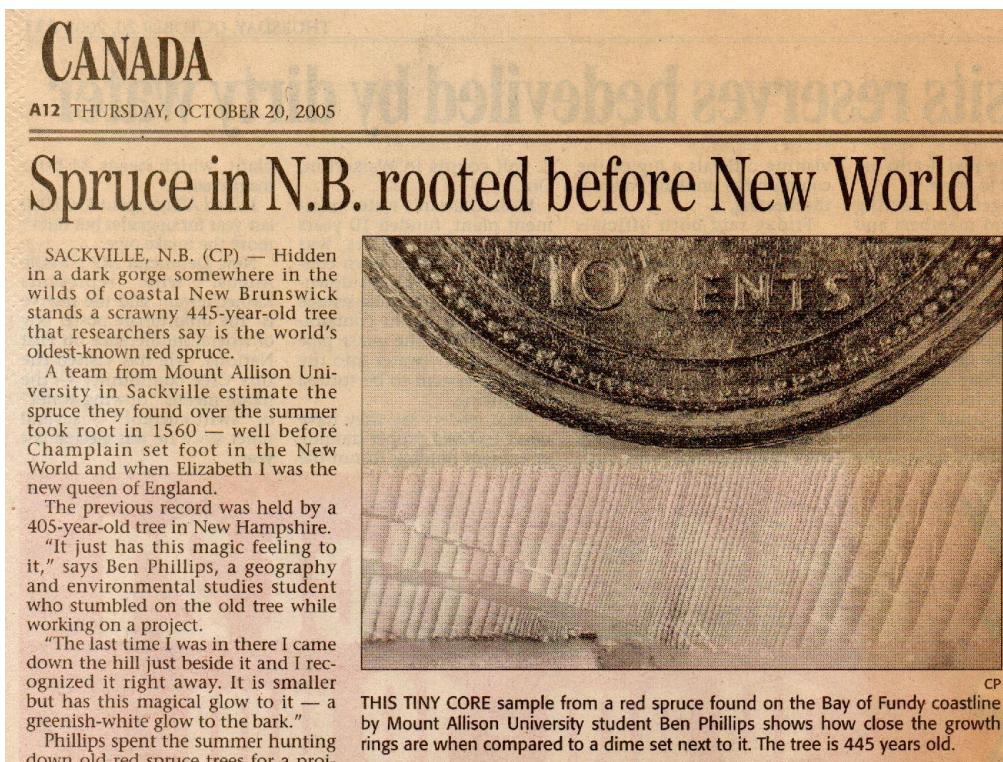 CANADA
A12 THURSDAY, OCTOBER 20, 2005
Spruce in N.B. rooted before New World
SACKVILLE, N.B. (CP) — Hidden
in a dark gorge somewhere in the
wilds of coastal New Brunswick
stands a scrawny 445-year-old tree
that researchers say is the world's
oldest-known red spruce.
A team from Mount Allison Uni-
versity in Sackville estimate the
spruce they found over the summer
took root in 1560 — well before
Champlain set foot in the New
World and when Elizabeth I was the
new queen of England.
The previous record was held by a
405-year-old tree in New Hampshire.
"It just has this magic feeling to
it," says Ben Phillips, a geography
and environmental studies student
who stumbled on the old tree while
working on a project.
"The last time I was in there I came
down the hill just beside it and I rec-
ognized it right away. It is smaller
but has this magical glow to it — a
greenish-white glow to the bark."
Phillips spent the summer hunting
down old red spruce trees for a proj-
10 CENTS
CP
THIS TINY CORE sample from a red spruce found on the Bay of Fundy coastline
by Mount Allison University student Ben Phillips shows how close the growth
rings are when compared to a dime set next to it. The tree is 445 years old.